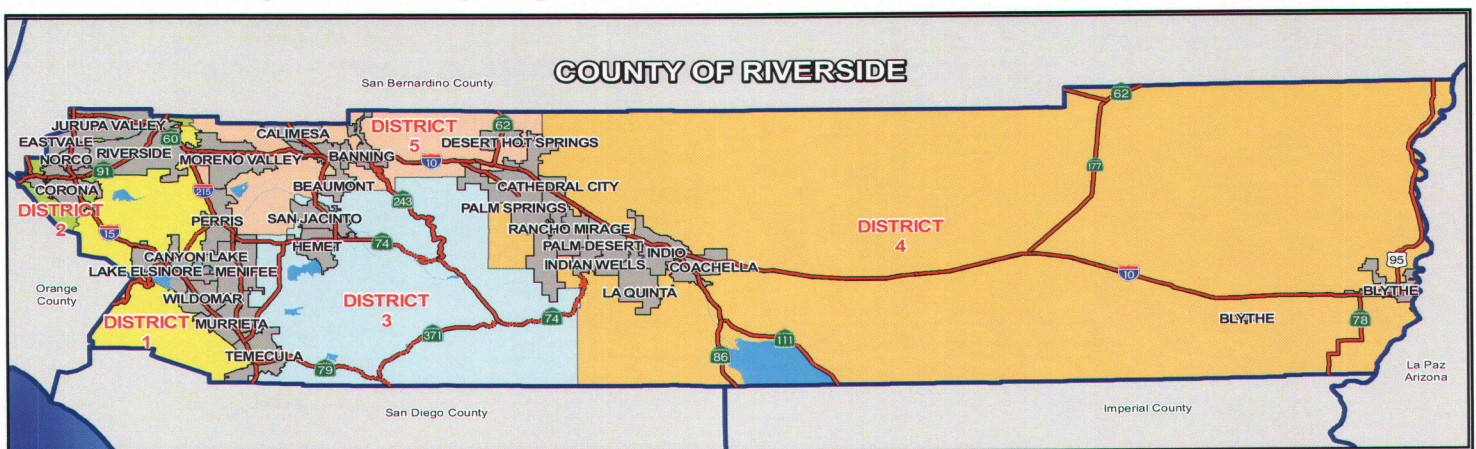 COUNTY OF RIVERSIDE
San Bernardino County
62
JURUPA VALLEY
60
CALIMESA
DISTRICT
5
62
EASTVALE
RIVERSIDE
DESERT HOT SPRINGS
NORCO
91
MORENO VALLEY
BANNING
10
177
CORONA
215
BEAUMONT
243
CATHEDRAL CITY
DISTRICT
2
PERRIS
SAN JACINTO
PALM SPRINGS
DISTRICT
4
15
HEMET
74
RANCHO MIRAGE
PALM DESERT
INDIO
CANYON LAKE
LAKE ELSINORE
MENIFEE
INDIAN WELLS
COACHELLA
10
95
Orange
County
WILDOMAR
DISTRICT
3
LA QUINTA
BLYTHE
DISTRICT
1
MURRIETA
371
74
BLYTHE
78
TEMECULA
79
86
111
La Paz
Arizona
San Diego County
Imperial County